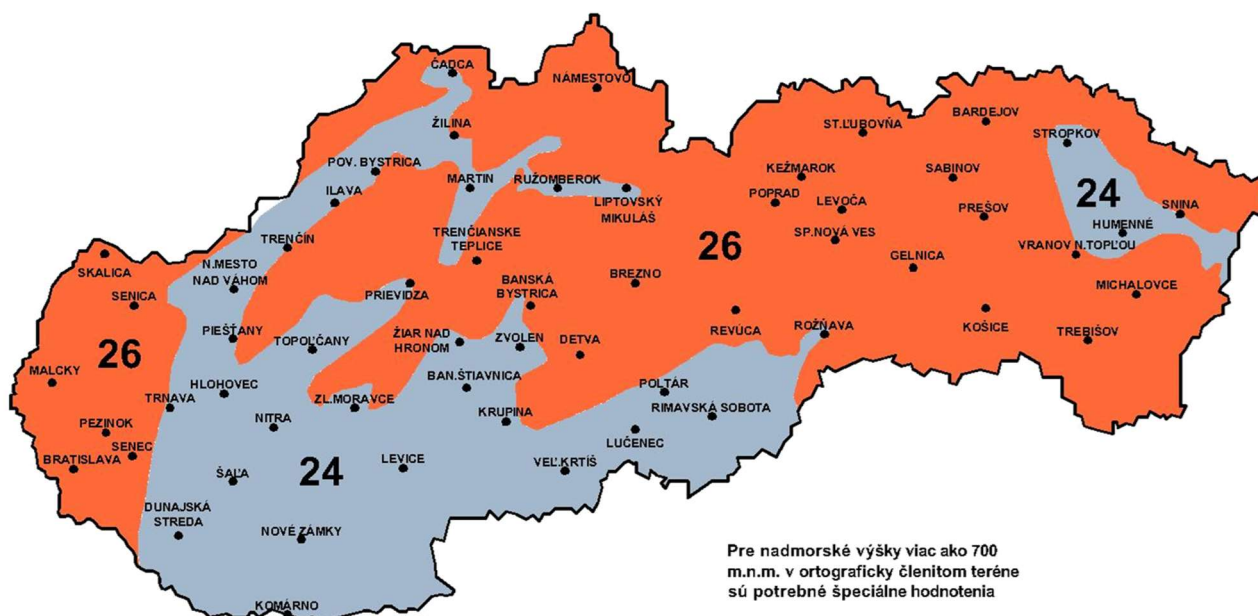 ČADCA
NÁMESTOVO
ŽILINA
ST.ĽUBOVŇA
BARDEJOV
STROPKOV
POV. BYSTRICA
MARTIN
RUŽOMBEROK
KEŽMAROK
SABINOV
ILAVA
LIPTOVSKÝ
MIKULÁŠ
POPRAD
LEVOČA
PREŠOV
24
SNINA
TRENČÍN
TRENČIANSKE
TEPLICE
26
SP.NOVÁ VES
HUMENNÉ
VRANOV N.TOPĽOU
SKALICA
N.MESTO
NAD VÁHOM
GELNICA
SENICA
PRIEVIDZA
BANSKÁ
BYSTRICA
BREZNO
MICHALOVCE
PIEŠŤANY
TOPOĽČANY
ŽIAR NAD
HRONOM
ZVOLEN
DETVA
REVÚCA
ROŽŇAVA
KOŠICE
TREBIŠOV
26
MALCKY
HLOHOVEC
BAN.ŠTIAVNICA
POLTÁR
TRNAVA
ZL.MORAVCE
KRUPINA
RIMAVSKÁ SOBOTA
PEZINOK
NITRA
LUČENEC
SENEC
BRATISLAVA
ŠAĽA
24
LEVICE
VEĽ.KRTÍŠ
DUNAJSKÁ
STREDA
NOVÉ ZÁMKY
KOMÁRNO
Pre nadmorské výšky viac ako 700
m.n.m. v ortograficky členitom teréne
sú potrebné špeciálne hodnotenia